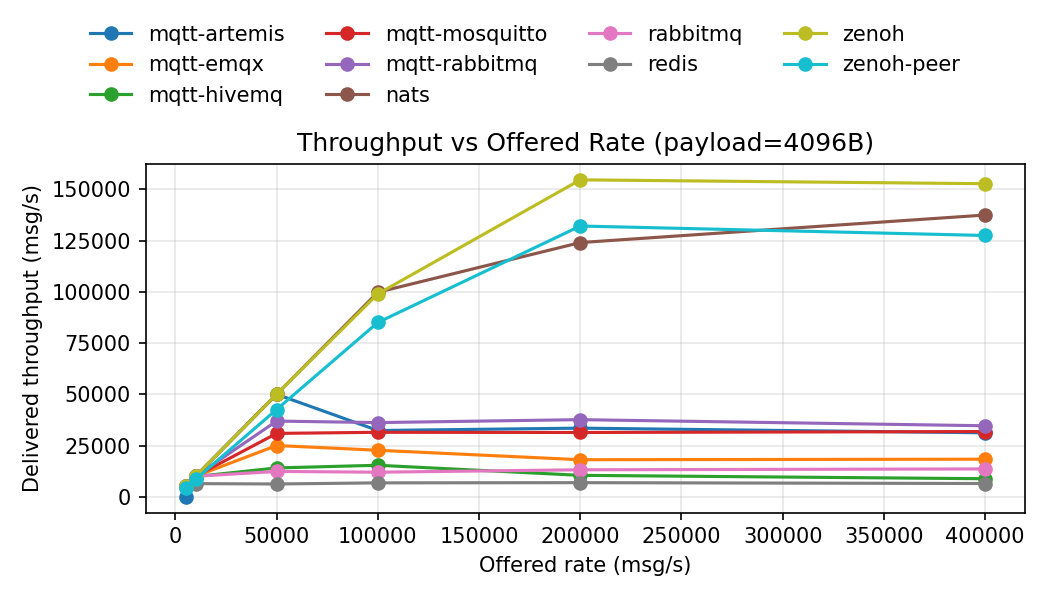 mqtt-artemis mqtt-mosquitto rabbitmq zenoh
mqtt-emqx mqtt-rabbitmq redis zenoh-peer
mqtt-hivemq nats
Throughput vs Offered Rate (payload=4096B)
Delivered throughput (msg/s)
150000
125000
100000
75000
50000
25000
0
0 50000 100000 150000 200000 250000 300000 350000 400000
Offered rate (msg/s)